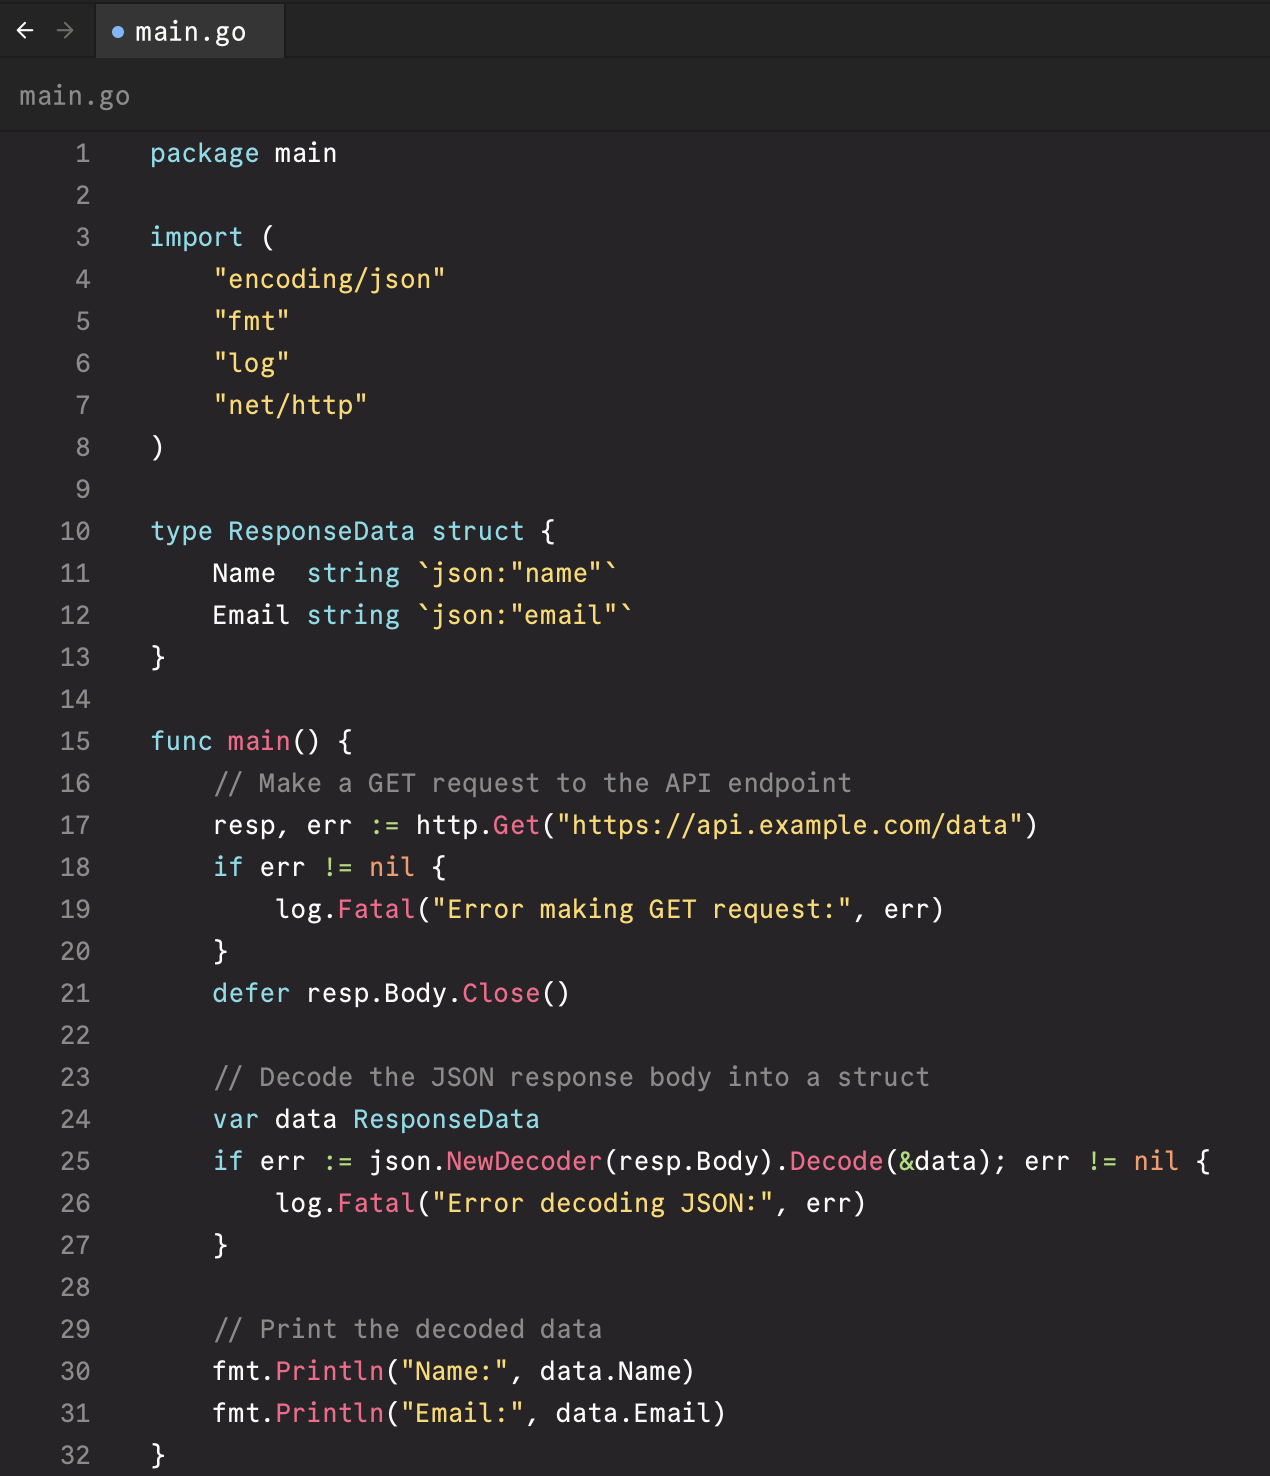 ← → main.go
main.go
1 package main
2
3 import (
4     "encoding/json"
5     "fmt"
6     "log"
7     "net/http"
8 )
9
10 type ResponseData struct {
11     Name  string `json:"name"`
12     Email string `json:"email"`
13 }
14
15 func main() {
16     // Make a GET request to the API endpoint
17     resp, err := http.Get("https://api.example.com/data")
18     if err != nil {
19         log.Fatal("Error making GET request:", err)
20     }
21     defer resp.Body.Close()
22
23     // Decode the JSON response body into a struct
24     var data ResponseData
25     if err := json.NewDecoder(resp.Body).Decode(&data); err != nil {
26         log.Fatal("Error decoding JSON:", err)
27     }
28
29     // Print the decoded data
30     fmt.Println("Name:", data.Name)
31     fmt.Println("Email:", data.Email)
32 }